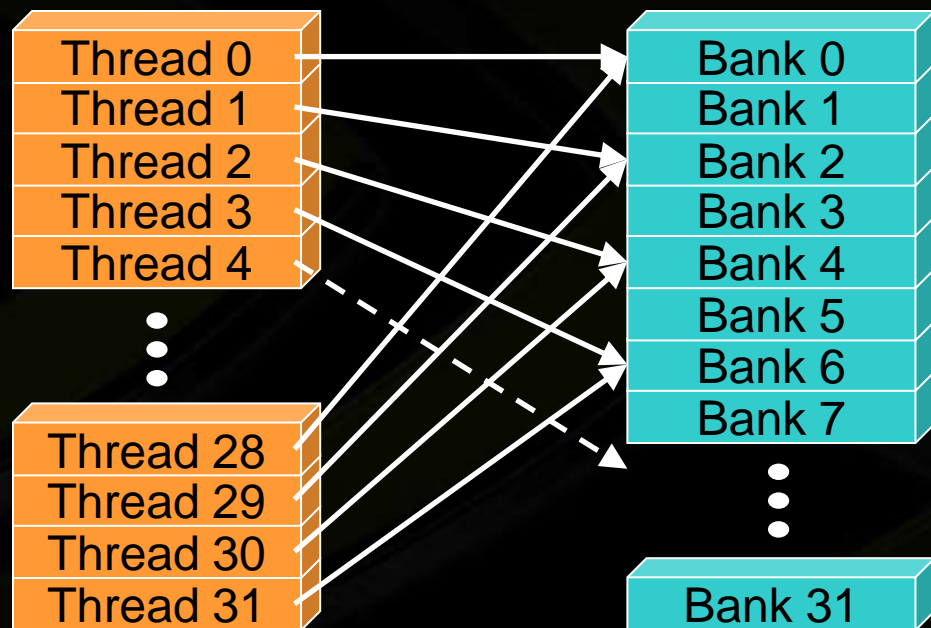 Thread 0
Thread 1
Thread 2
Thread 3
Thread 4
Thread 28
Thread 29
Thread 30
Thread 31
Bank 0
Bank 1
Bank 2
Bank 3
Bank 4
Bank 5
Bank 6
Bank 7
Bank 31